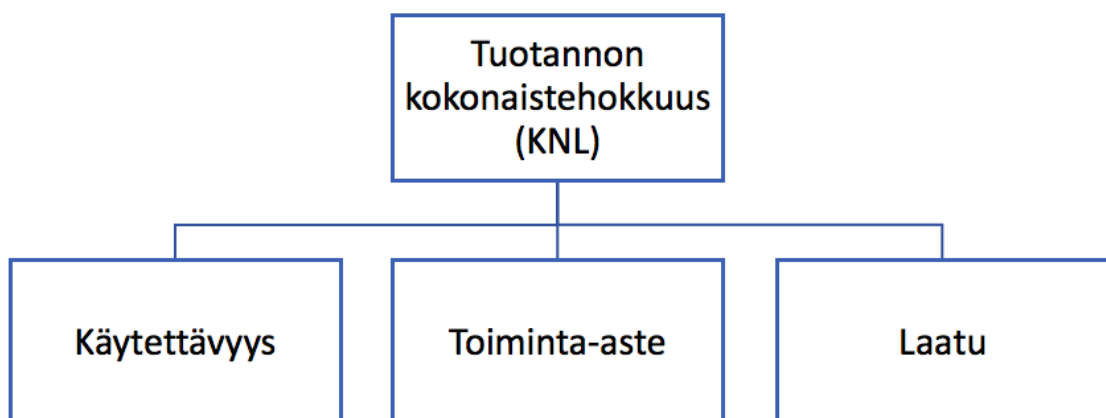 Tuotannon
kokonaistehokkuus
(KNL)
Käytettävyys
Toiminta-aste
Laatu